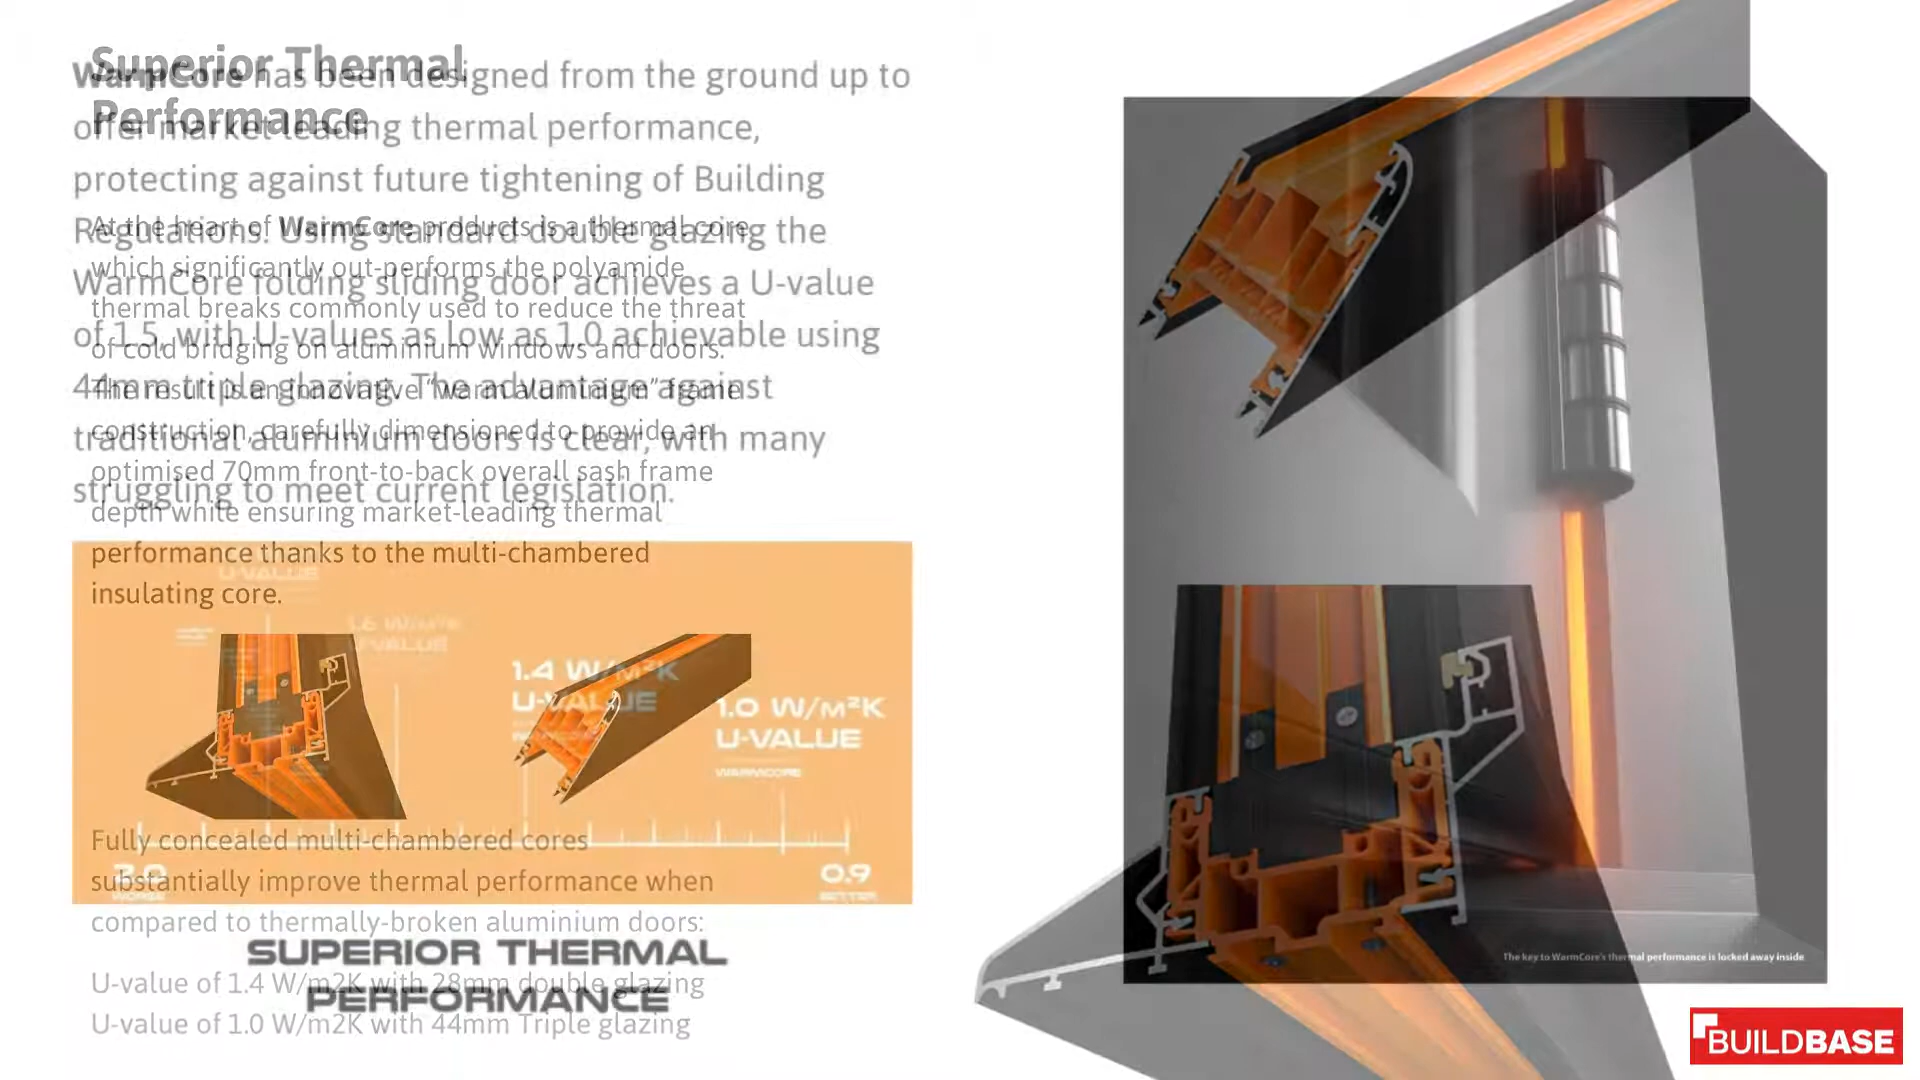 Superior Thermal
Performance
WarmCore has been designed from the ground up to
offer market leading thermal performance,
protecting against future tightening of Building
Regulations. Using standard double glazing the
WarmCore folding sliding door achieves a U-value
of 1.5, with U-values as low as 1.0 achievable using
44mm triple glazing. The advantage against
traditional aluminium doors is clear, with many
struggling to meet current legislation.
At the heart of WarmCore products is a thermal core
which significantly out-performs the polyamide
thermal breaks commonly used to reduce the threat
of cold bridging on aluminium windows and doors.
The result is an innovative “warm aluminium” frame
construction, carefully dimensioned to provide an
optimised 70mm front-to-back overall sash frame
depth while ensuring market-leading thermal
performance thanks to the multi-chambered
insulating core.
U-VALUE
1.6 W/M²K
U-VALUE
1.4 W/M²K
U-VALUE
1.0 W/M²K
U-VALUE
WARMCORE
3.0
WORSE
0.9
BETTER
Fully concealed multi-chambered cores
substantially improve thermal performance when
compared to thermally-broken aluminium doors:
SUPERIOR THERMAL
PERFORMANCE
U-value of 1.4 W/m2K with 28mm double glazing
U-value of 1.0 W/m2K with 44mm Triple glazing
The key to WarmCore's thermal performance is locked away inside
BUILDBASE